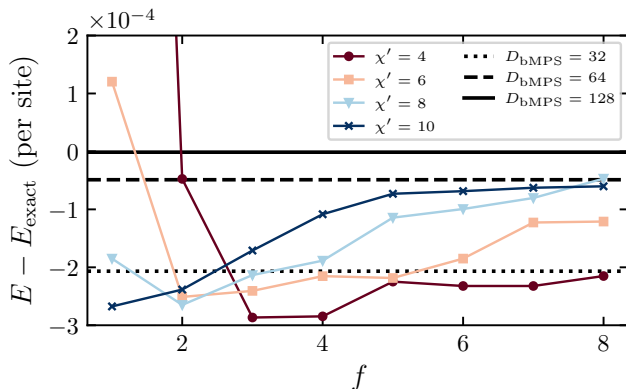 ×10⁻⁴
2
1
0
−1
−2
−3
E − E_exact (per site)
χ′ = 4
χ′ = 6
χ′ = 8
χ′ = 10
D_bMPS = 32
D_bMPS = 64
D_bMPS = 128
2
4
6
8
f